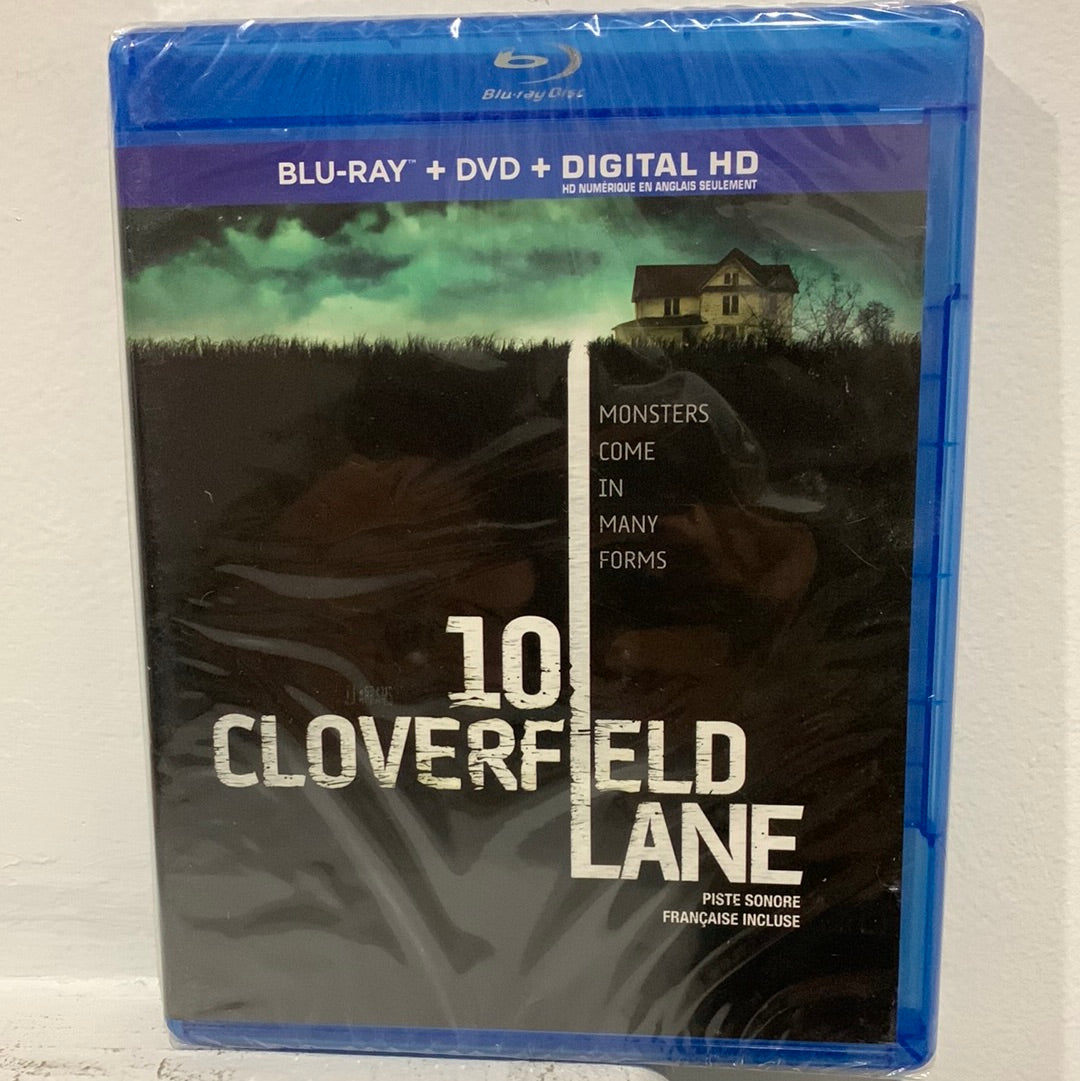 Blu-ray Disc
BLU-RAY™ + DVD + DIGITAL HD
HD NUMÉRIQUE EN ANGLAIS SEULEMENT
MONSTERS
COME
IN
MANY
FORMS
10
CLOVERFIELD
LANE
PISTE SONORE
FRANÇAISE INCLUSE